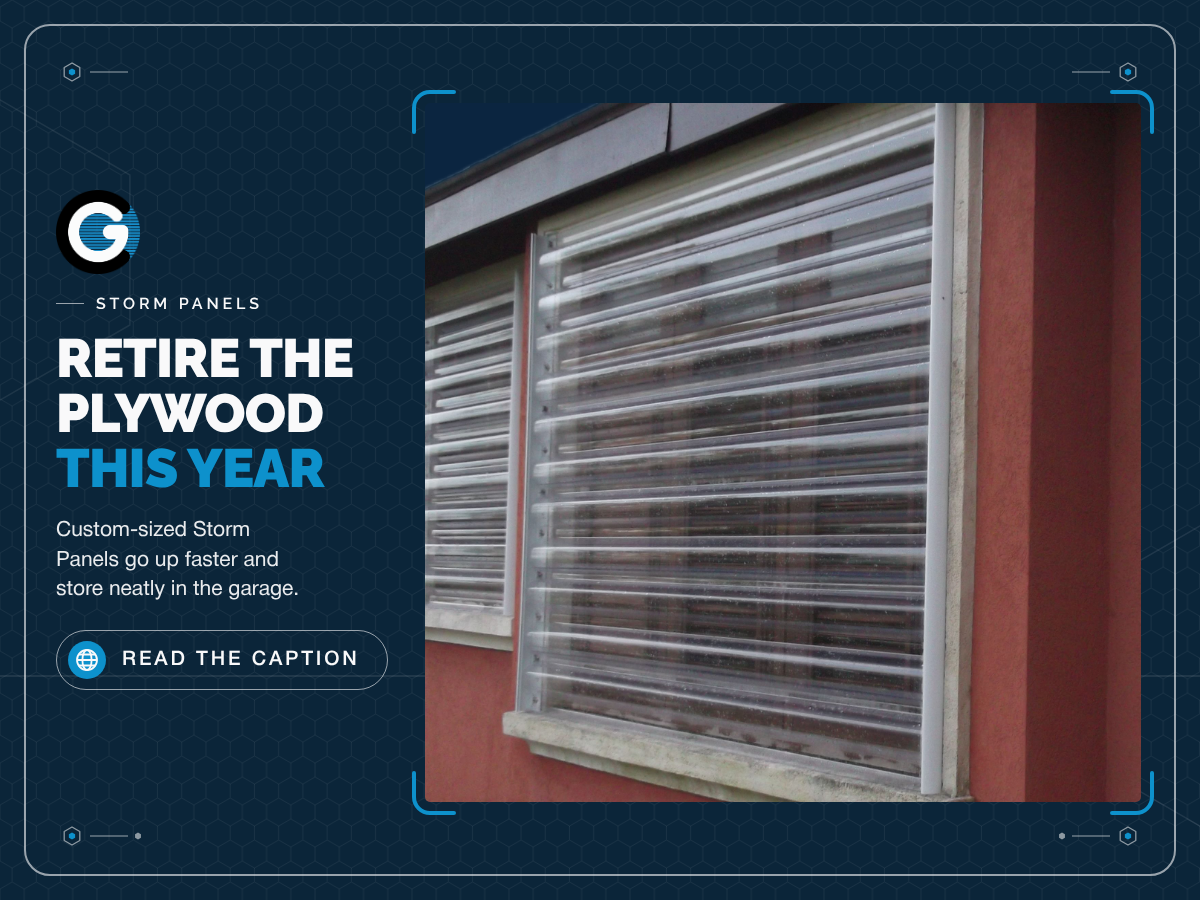 G
STORM PANELS
RETIRE THE
PLYWOOD
THIS YEAR
Custom-sized Storm
Panels go up faster and
store neatly in the garage.
READ THE CAPTION